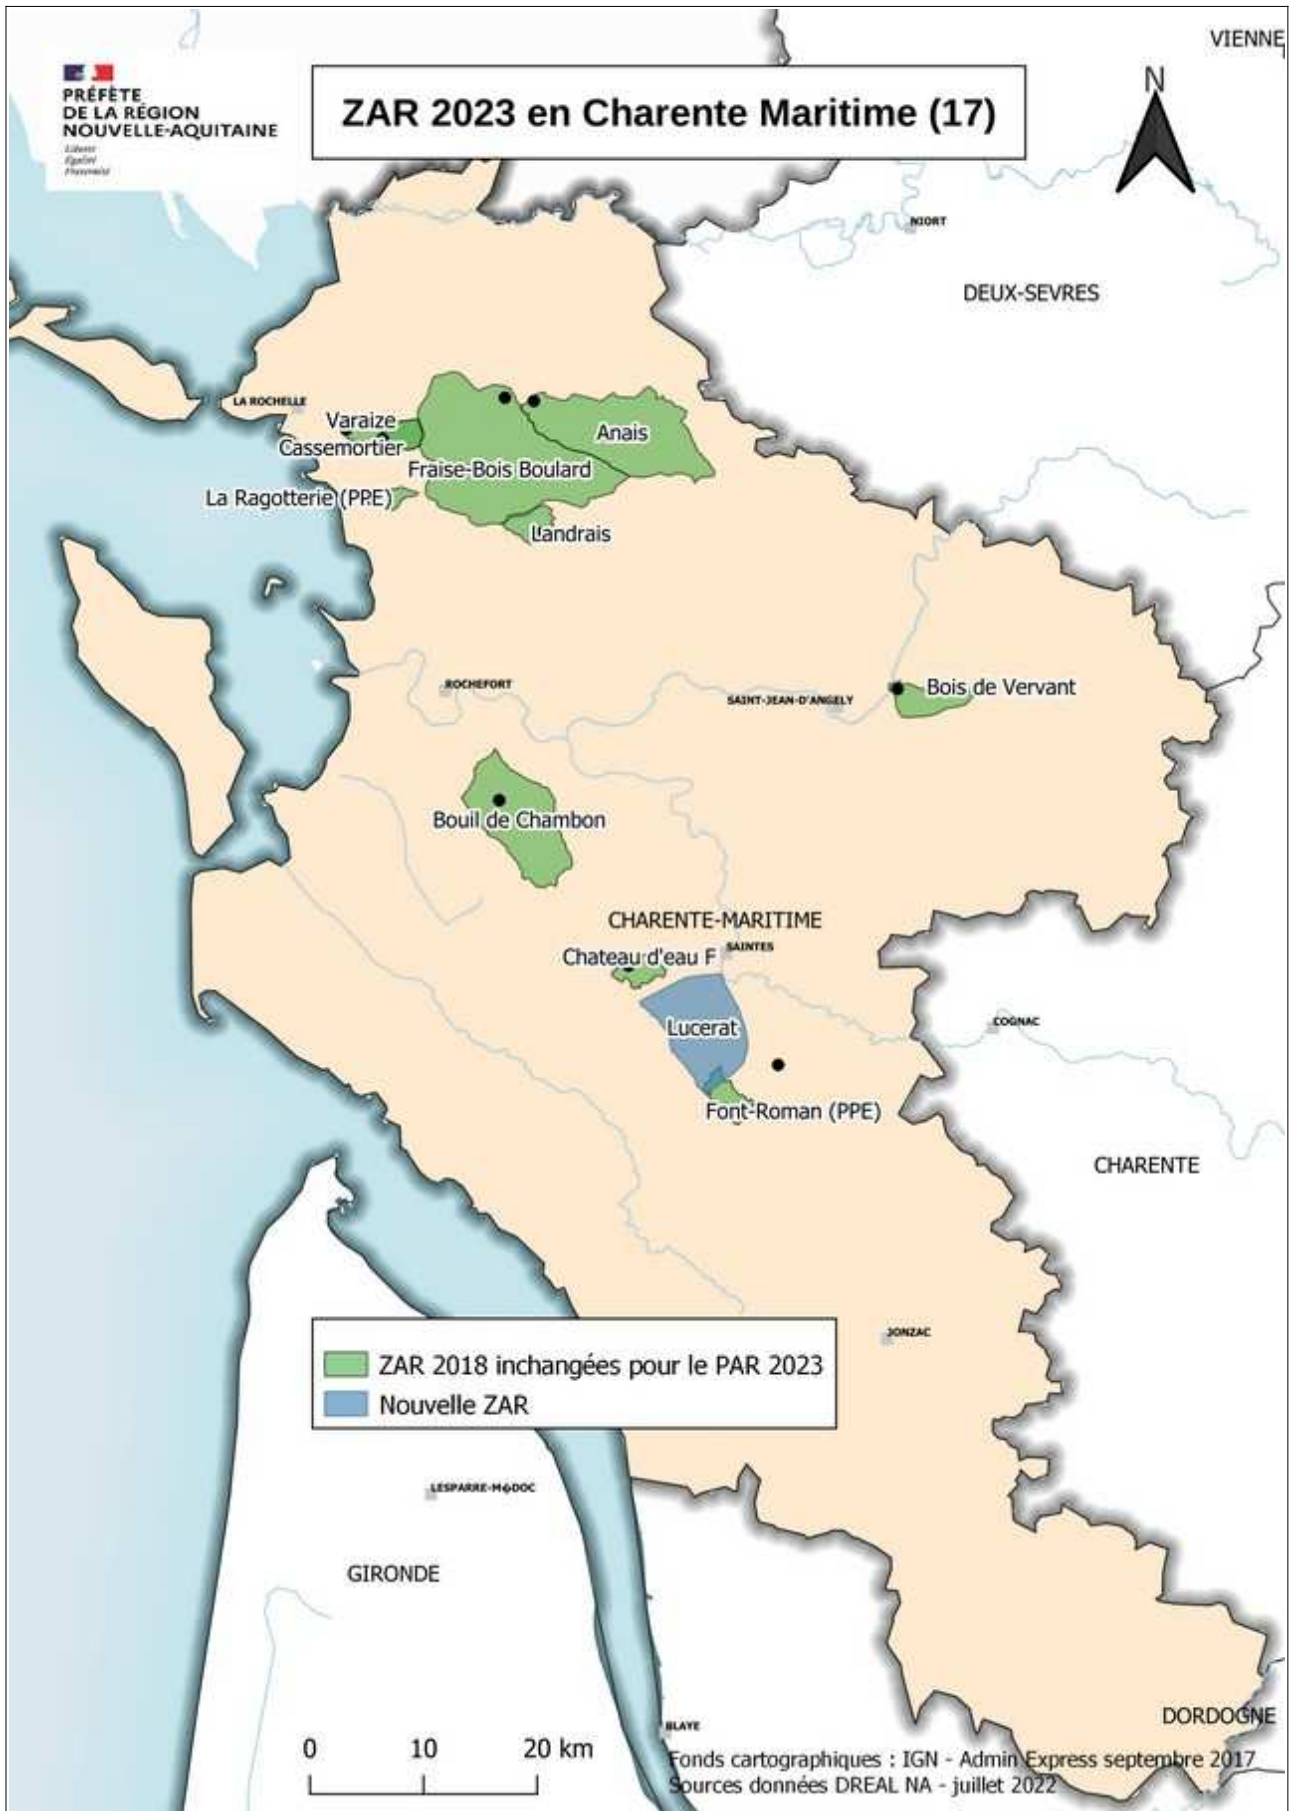 VIENNE
PRÉFÈTE
DE LA RÉGION
NOUVELLE-AQUITAINE
Liberté
Égalité
Fraternité
ZAR 2023 en Charente Maritime (17)
N
NIORT
DEUX-SEVRES
LA ROCHELLE
Varaize
Anais
Cassemortier
Fraise-Bois Boulard
La Ragotterie (PPE)
Landrais
ROCHEFORT
Bois de Vervant
SAINT-JEAN-D'ANGELY
Bouil de Chambon
CHARENTE-MARITIME
SAINTES
Chateau d'eau F
COGNAC
Lucerat
Font-Roman (PPE)
CHARENTE
JONZAC
ZAR 2018 inchangées pour le PAR 2023
Nouvelle ZAR
LESPARRE-M�DOC
GIRONDE
DORDOGNE
BLAYE
0 10 20 km
Fonds cartographiques : IGN - Admin Express septembre 2017
Sources données DREAL NA - juillet 2022